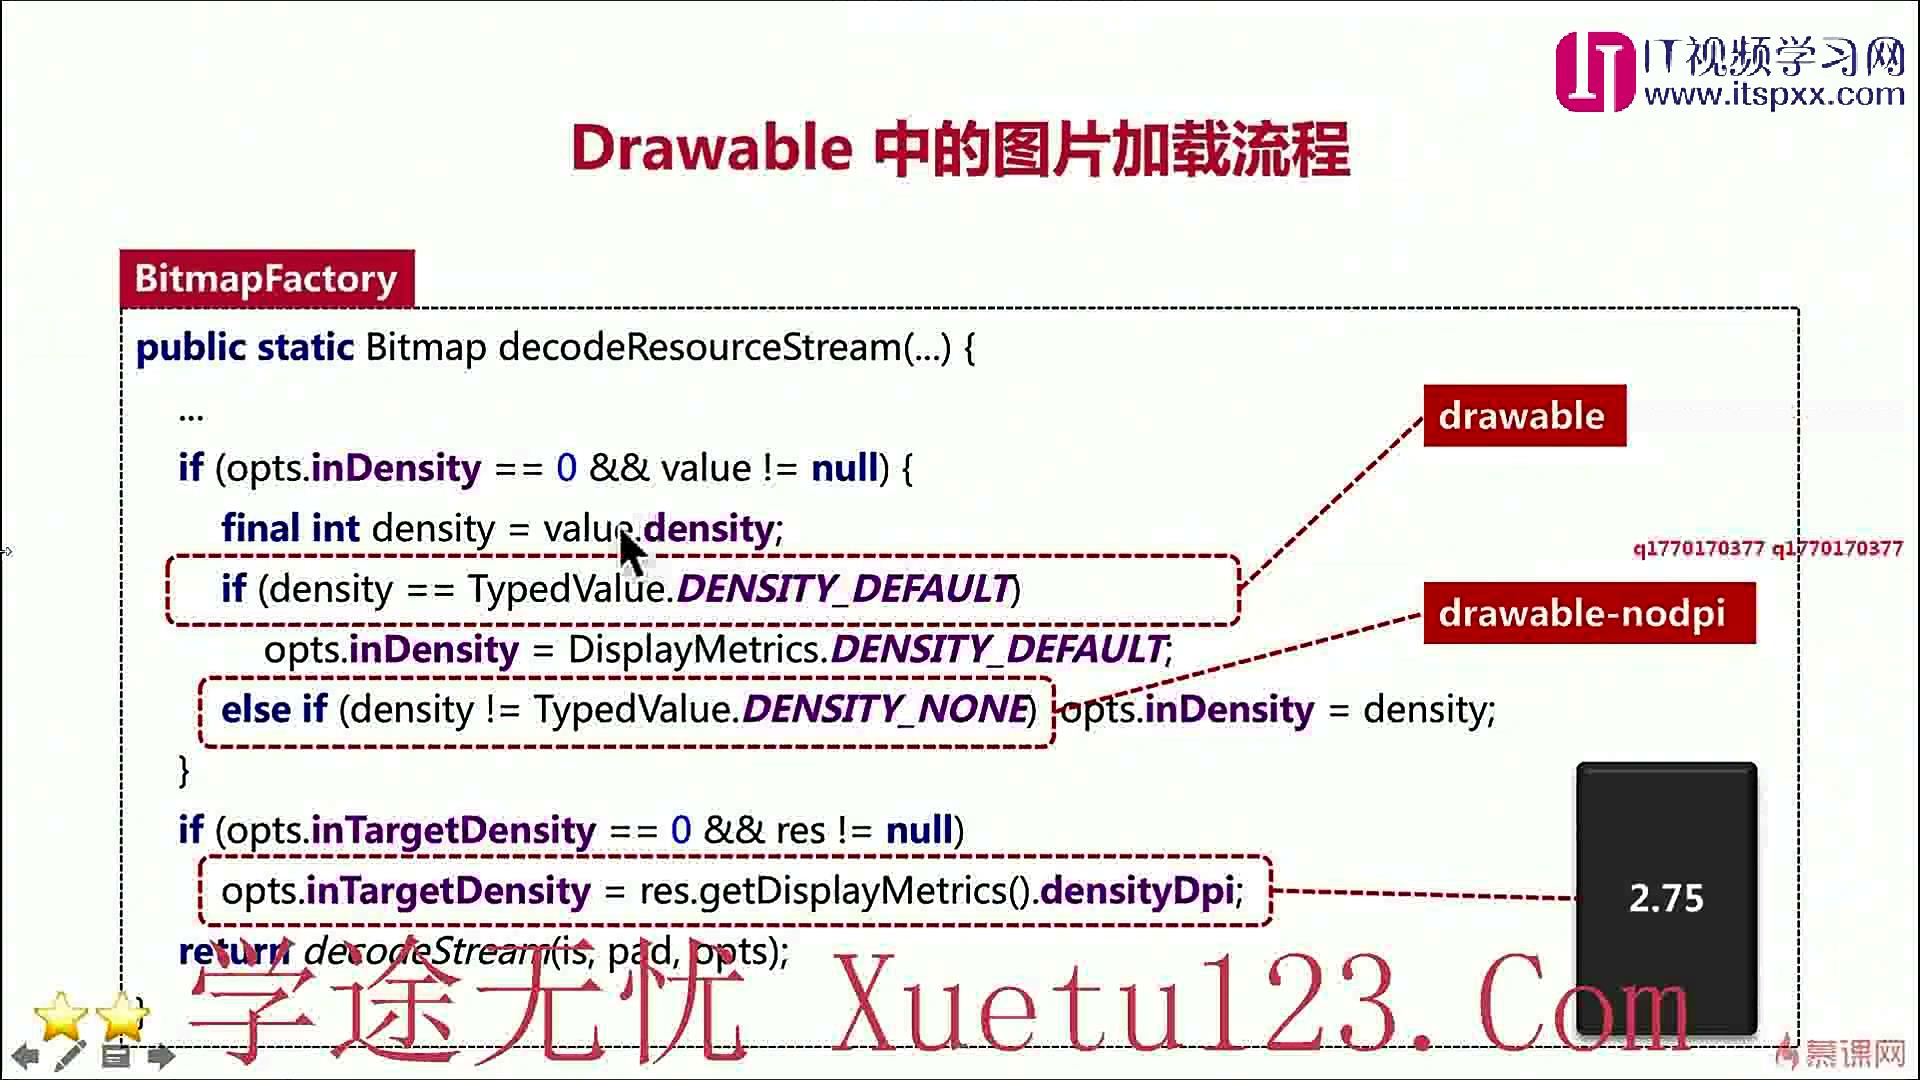 IT视频学习网
www.itspxx.com
Drawable 中的图片加载流程
BitmapFactory
public static Bitmap decodeResourceStream(...) {
...
drawable
if (opts.inDensity == 0 && value != null) {
final int density = value.density;
q1770170377 q1770170377
if (density == TypedValue.DENSITY_DEFAULT)
drawable-nodpi
opts.inDensity = DisplayMetrics.DENSITY_DEFAULT;
else if (density != TypedValue.DENSITY_NONE) opts.inDensity = density;
}
if (opts.inTargetDensity == 0 && res != null)
opts.inTargetDensity = res.getDisplayMetrics().densityDpi;
2.75
return decodeStream(is, pad, opts);
}
学途无忧 Xuetu123.Com
慕课网